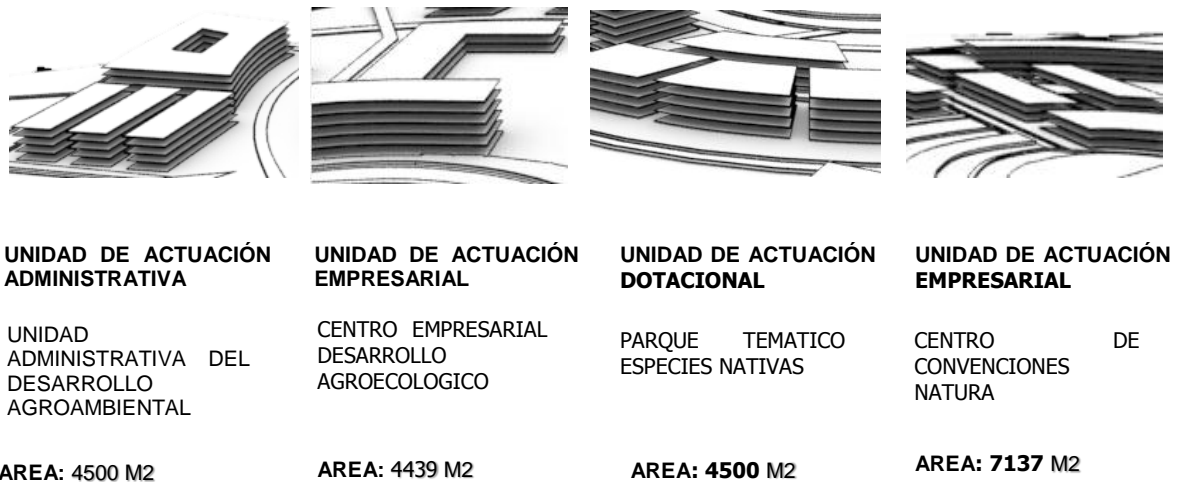 UNIDAD DE ACTUACIÓN
ADMINISTRATIVA
UNIDAD
ADMINISTRATIVA DEL
DESARROLLO
AGROAMBIENTAL
AREA: 4500 M2
UNIDAD DE ACTUACIÓN
EMPRESARIAL
CENTRO EMPRESARIAL
DESARROLLO
AGROECOLOGICO
AREA: 4439 M2
UNIDAD DE ACTUACIÓN
DOTACIONAL
PARQUE TEMATICO
ESPECIES NATIVAS
AREA: 4500 M2
UNIDAD DE ACTUACIÓN
EMPRESARIAL
CENTRO DE
CONVENCIONES
NATURA
AREA: 7137 M2